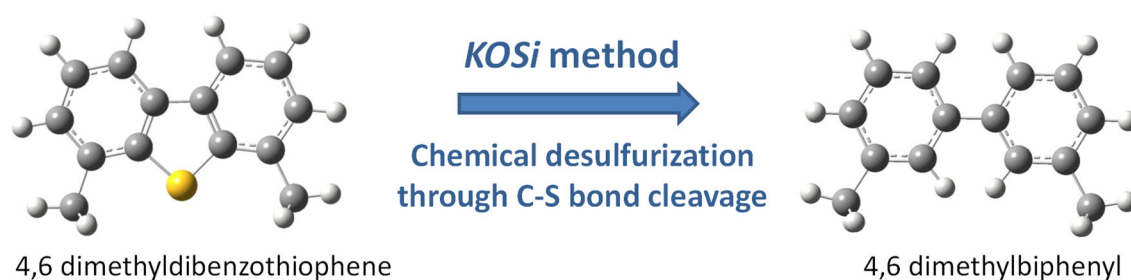 KOSi method
Chemical desulfurization
through C-S bond cleavage
4,6 dimethyldibenzothiophene
4,6 dimethylbiphenyl